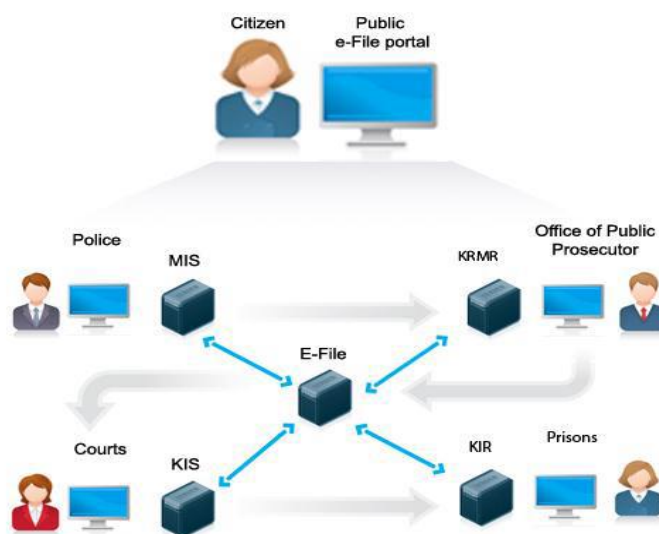 Citizen
Public
e-File portal
Police
MIS
KRMR
Office of Public
Prosecutor
E-File
Courts
KIS
KIR
Prisons